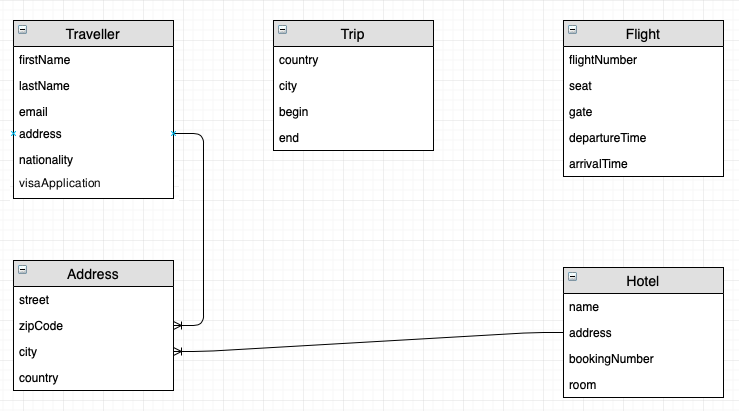 Traveller
firstName
lastName
email
address
nationality
visaApplication
Trip
country
city
begin
end
Flight
flightNumber
seat
gate
departureTime
arrivalTime
Address
street
zipCode
city
country
Hotel
name
address
bookingNumber
room